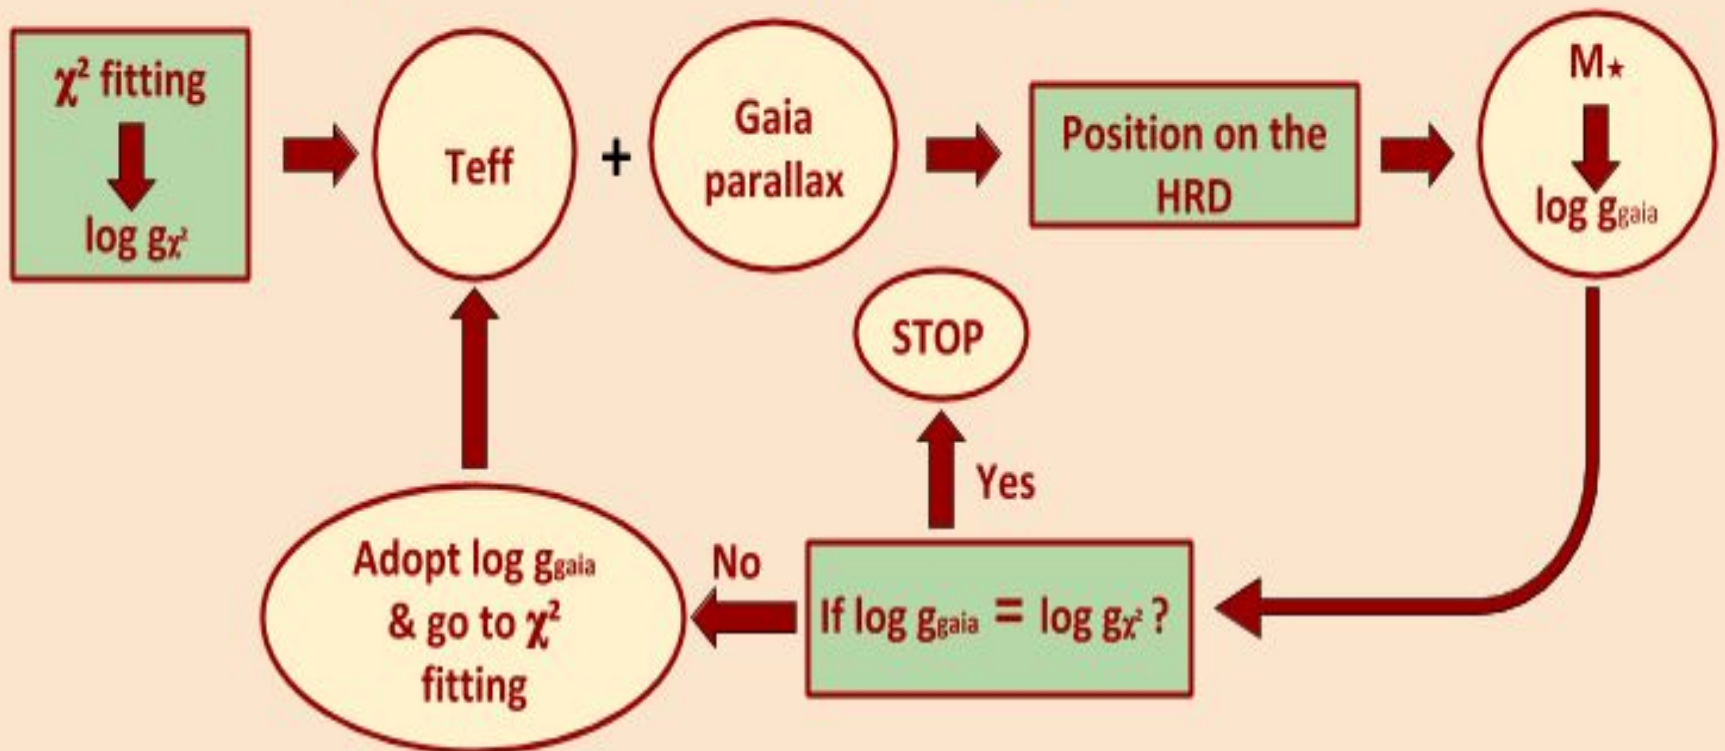 χ² fitting
log gχ²
Teff
+
Gaia
parallax
Position on the
HRD
M★
log ggaia
STOP
Yes
If log ggaia = log gχ² ?
No
Adopt log ggaia
& go to χ²
fitting